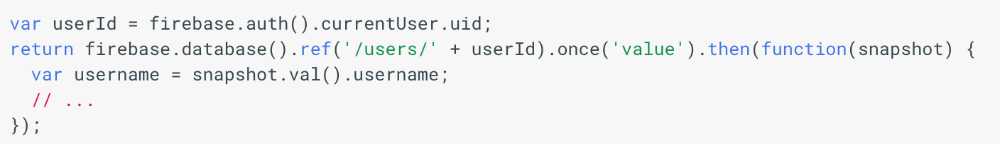 var userId = firebase.auth().currentUser.uid;
return firebase.database().ref('/users/' + userId).once('value').then(function(snapshot) {
  var username = snapshot.val().username;
  // ...
});